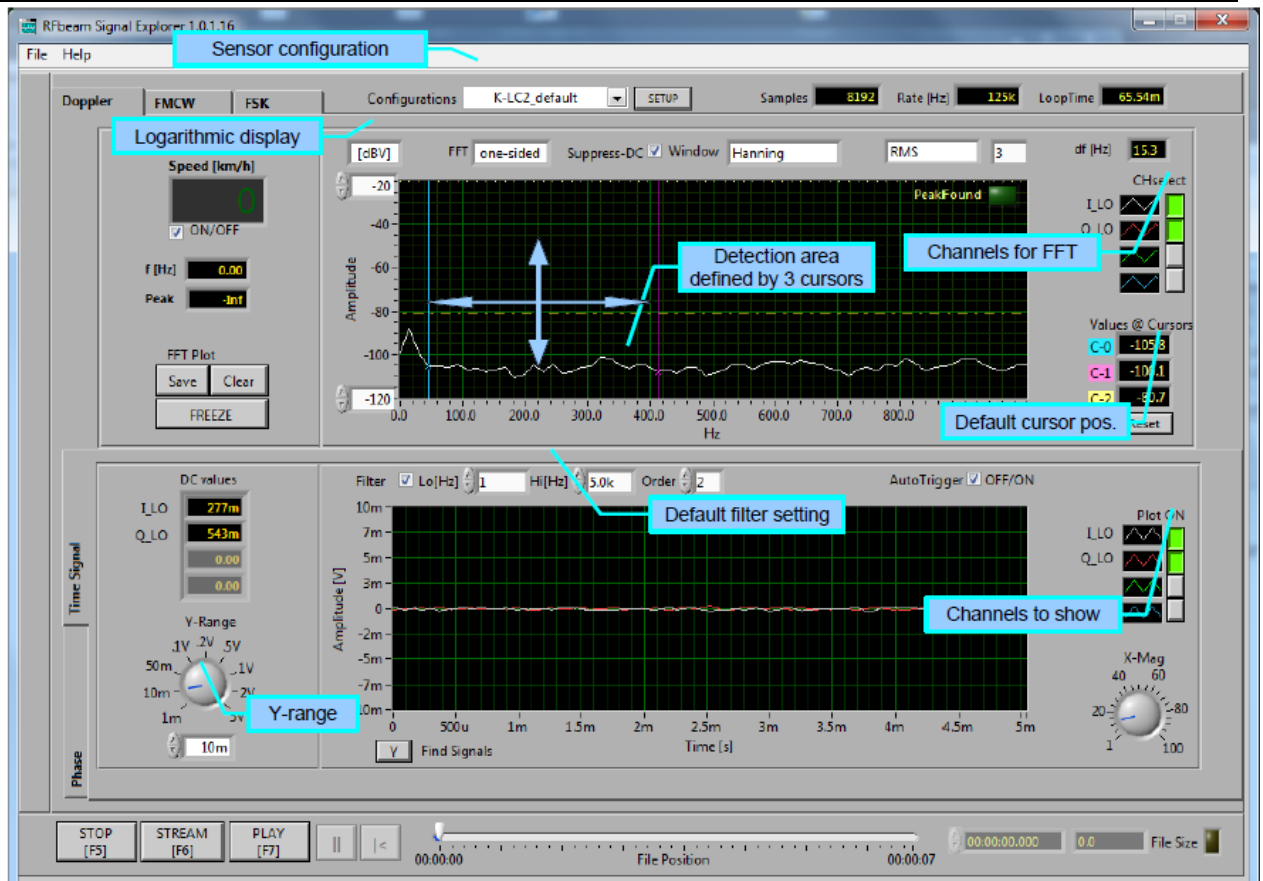 RFbeam Signal Explorer 1.0.1.16
File Help
Sensor configuration
Doppler FMCW FSK
Configurations K-LC2_default SETUP Samples 8192 Rate [Hz] 125k LoopTime 65.54m
Logarithmic display
[dBV] FFT one-sided Suppress-DC Window Hanning RMS 3 df [Hz] 15.3
Speed [km/h]
0
ON/OFF
f [Hz] 0.00
Peak -Inf
FFT Plot
Save Clear
FREEZE
PeakFound
Amplitude
-20
-40
-60
-80
-100
-120
0.0 100.0 200.0 300.0 400.0 500.0 600.0 700.0 800.0
Hz
Detection area
defined by 3 cursors
CHselect
I_LO
Q_LO
Channels for FFT
Values @ Cursors
C-0 -105.8
C-1
C-2
Default cursor pos.
DC values
I_LO 277m
Q_LO 543m
0.00
0.00
Filter Lo[Hz] 1 Hi[Hz] 5.0k Order 2 AutoTrigger OFF/ON
Default filter setting
Time Signal
Phase
Y-Range
.1V .2V .5V
50m .1V
10m -2V
1m 5V
Y-range
10m
Amplitude [V]
10m
7m
5m
3m
0
-2m
-5m
-7m
-10m
0 500u 1m 1.5m 2m 2.5m 3m 3.5m 4m 4.5m 5m
Time [s]
Y Find Signals
Plot ON
I_LO
Q_LO
Channels to show
X-Mag
40 60
20 80
1 100
STOP
[F5]
STREAM
[F6]
PLAY
[F7]
|| |<
00:00:00 File Position 00:00:07
00:00:00.000 0.0 File Size